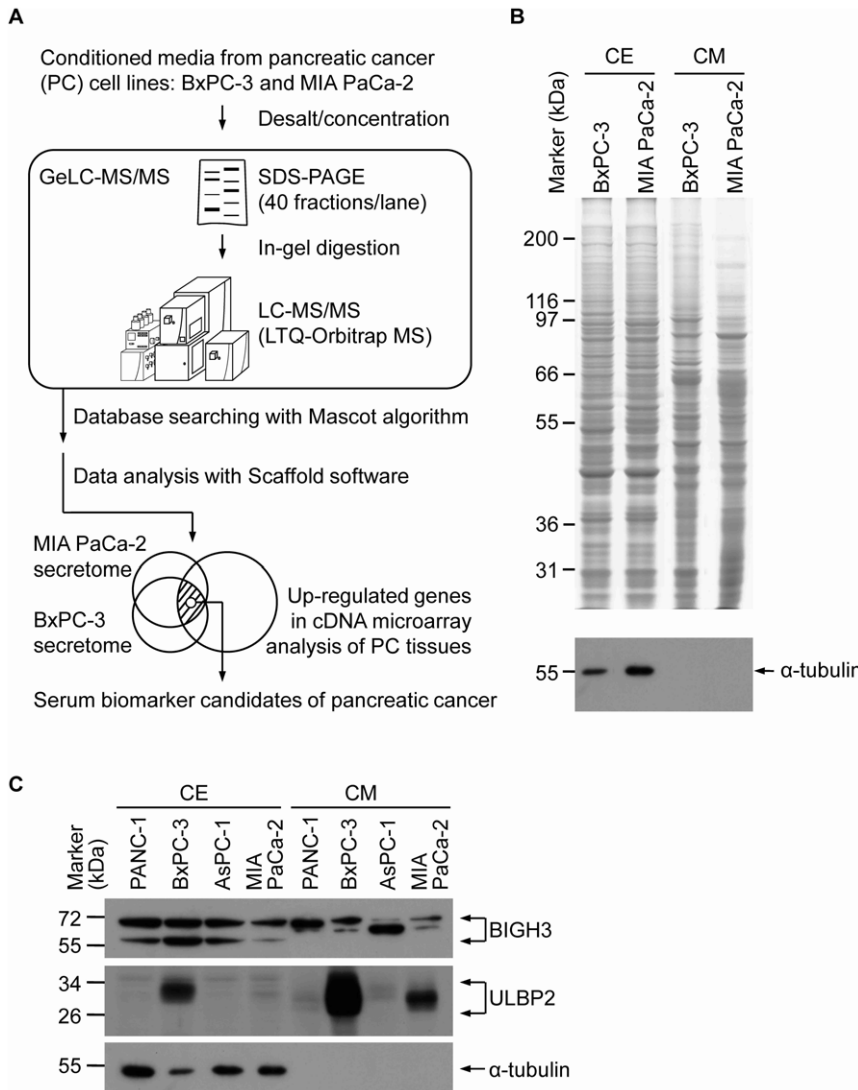 A
Conditioned media from pancreatic cancer
(PC) cell lines: BxPC-3 and MIA PaCa-2
Desalt/concentration
GeLC-MS/MS
SDS-PAGE
(40 fractions/lane)
In-gel digestion
LC-MS/MS
(LTQ-Orbitrap MS)
Database searching with Mascot algorithm
Data analysis with Scaffold software
MIA PaCa-2
secretome
BxPC-3
secretome
Up-regulated genes
in cDNA microarray
analysis of PC tissues
Serum biomarker candidates of pancreatic cancer
B
CE CM
Marker (kDa)
BxPC-3
MIA PaCa-2
BxPC-3
MIA PaCa-2
200
116
97
66
55
36
31
55
α-tubulin
C
CE CM
Marker
(kDa)
PANC-1
BxPC-3
AsPC-1
MIA
PaCa-2
PANC-1
BxPC-3
AsPC-1
MIA
PaCa-2
72
55
BIGH3
34
26
ULBP2
55
α-tubulin